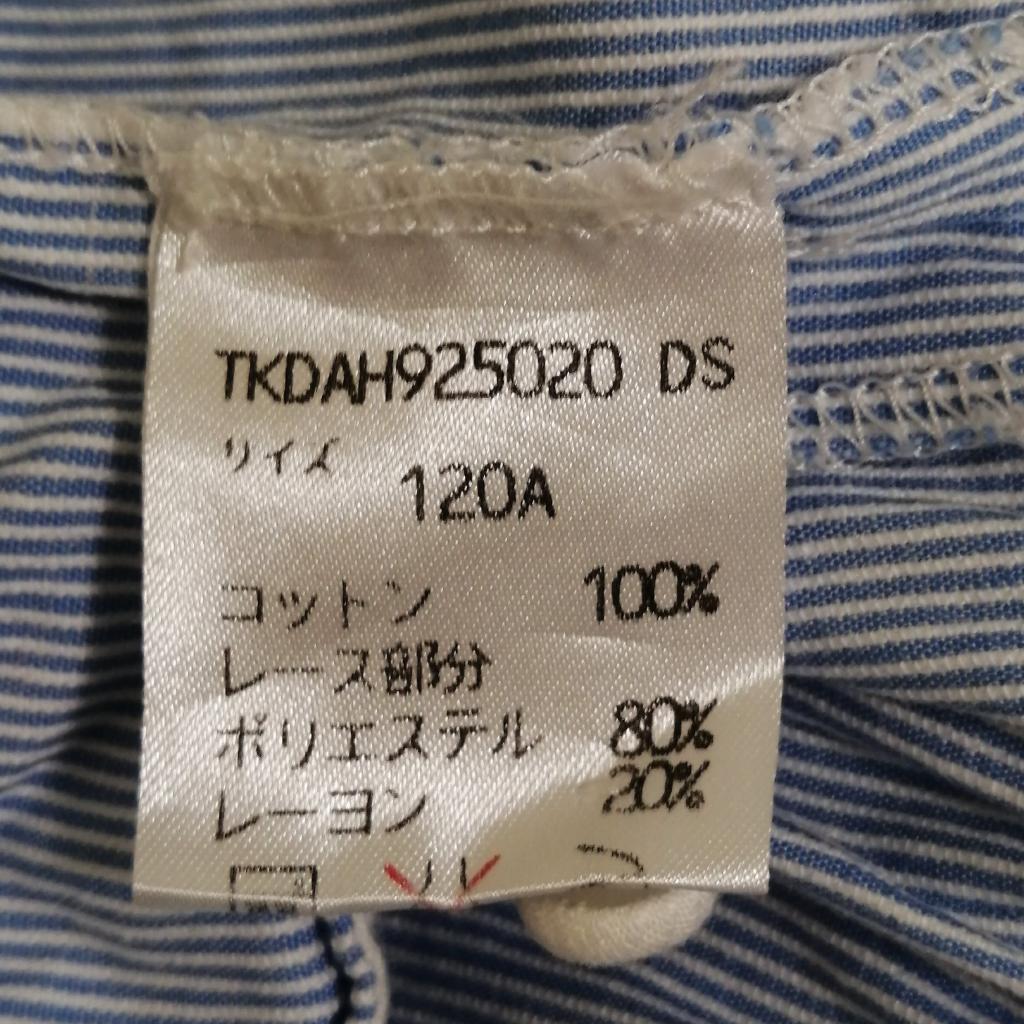 TKDAH925020 DS
サイズ 120A
コットン 100%
レース部分
ポリエステル 80%
レーヨン 20%